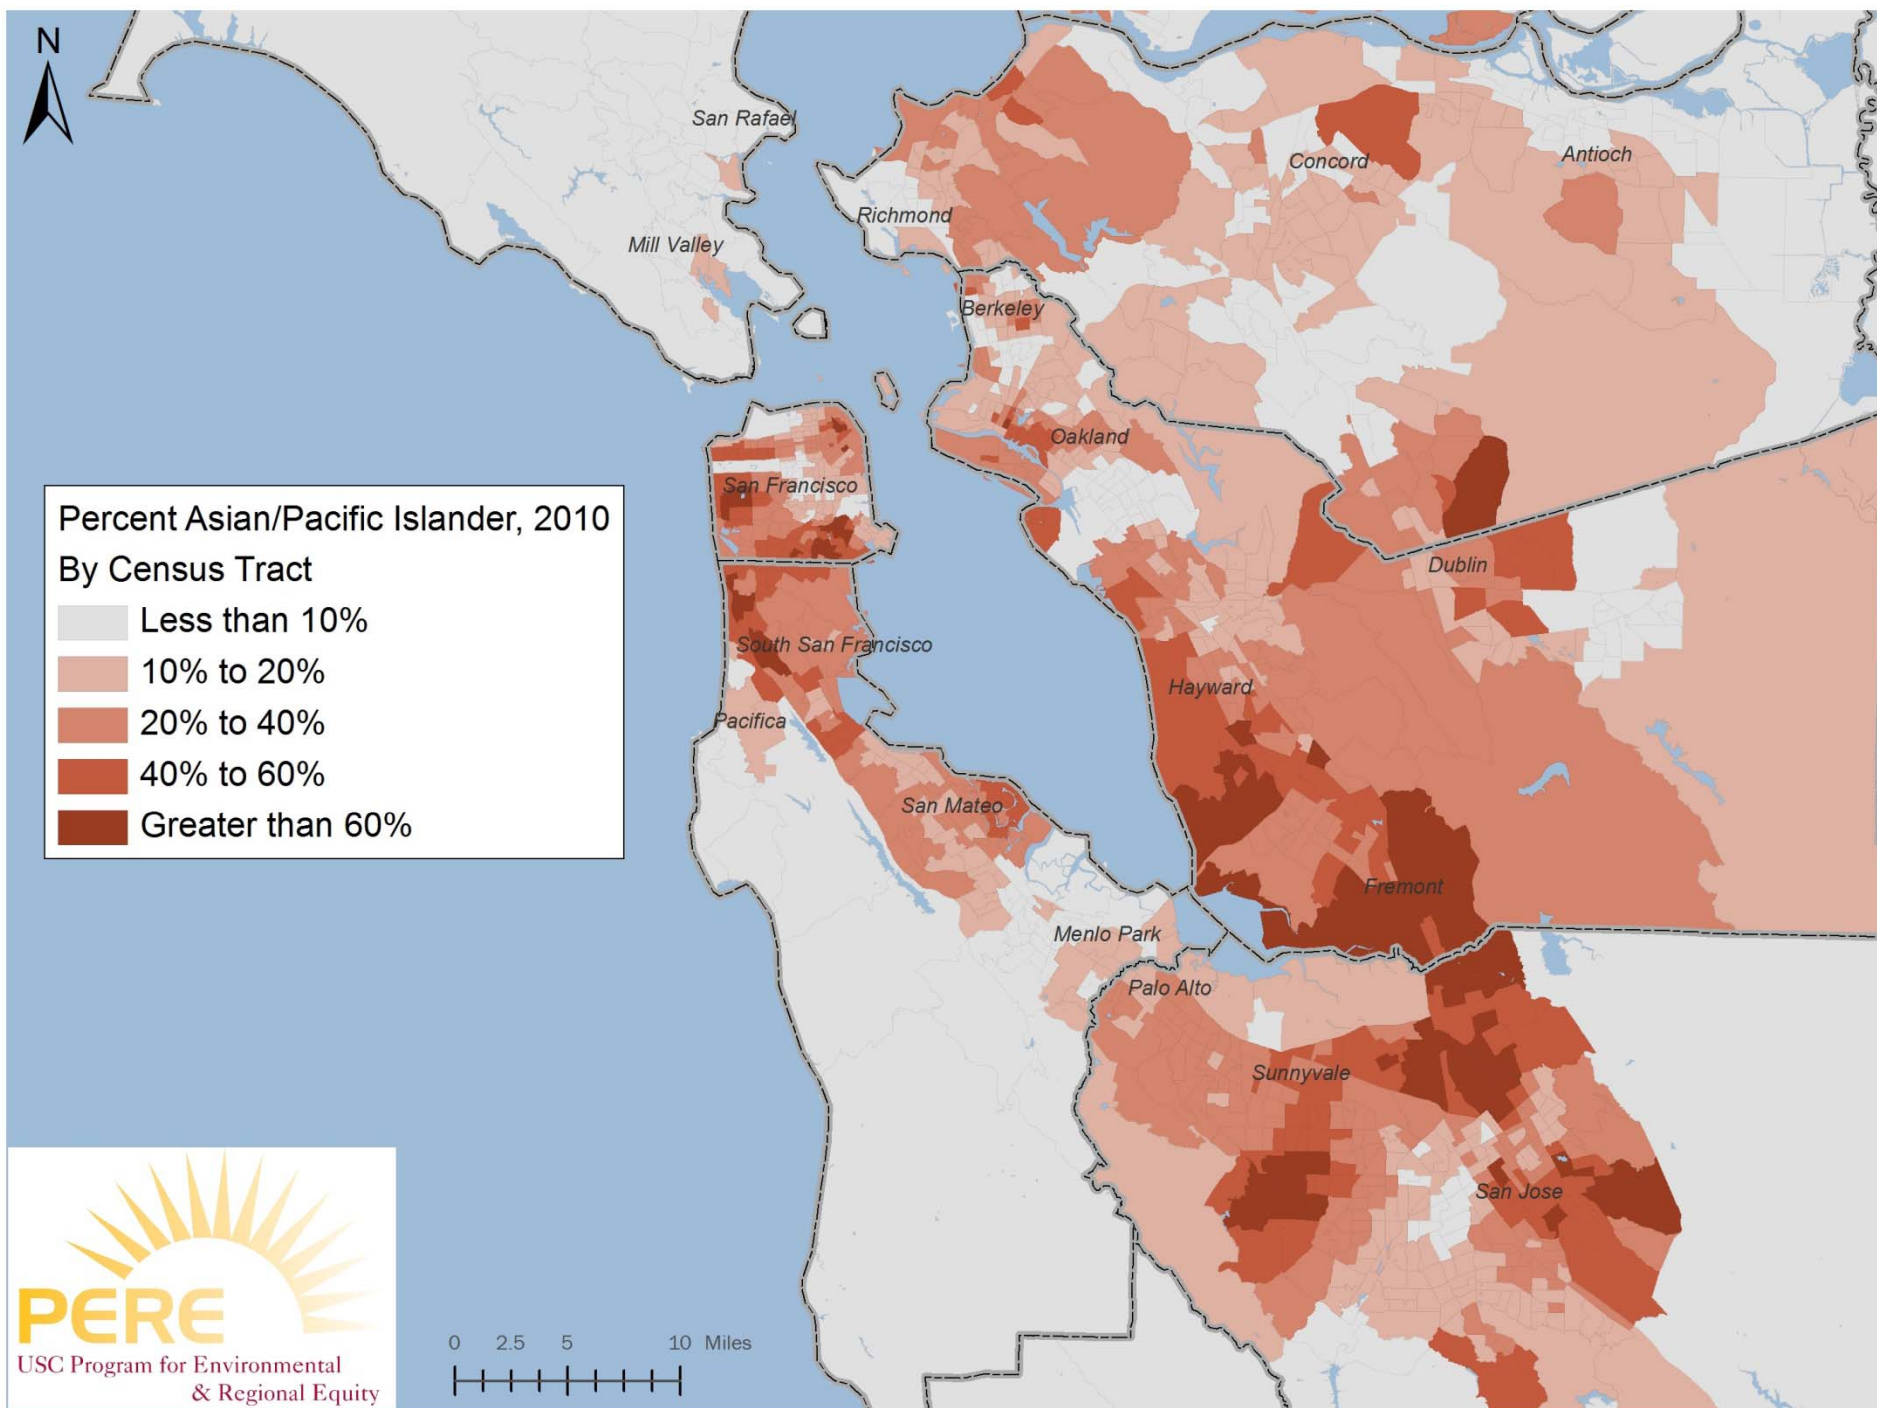 N
San Rafael
Concord
Antioch
Richmond
Mill Valley
Berkeley
Oakland
San Francisco
Percent Asian/Pacific Islander, 2010
By Census Tract
Less than 10%
10% to 20%
20% to 40%
40% to 60%
Greater than 60%
Dublin
South San Francisco
Hayward
Pacifica
San Mateo
Fremont
Menlo Park
Palo Alto
Sunnyvale
San Jose
PERE
USC Program for Environmental
& Regional Equity
0 2.5 5 10 Miles